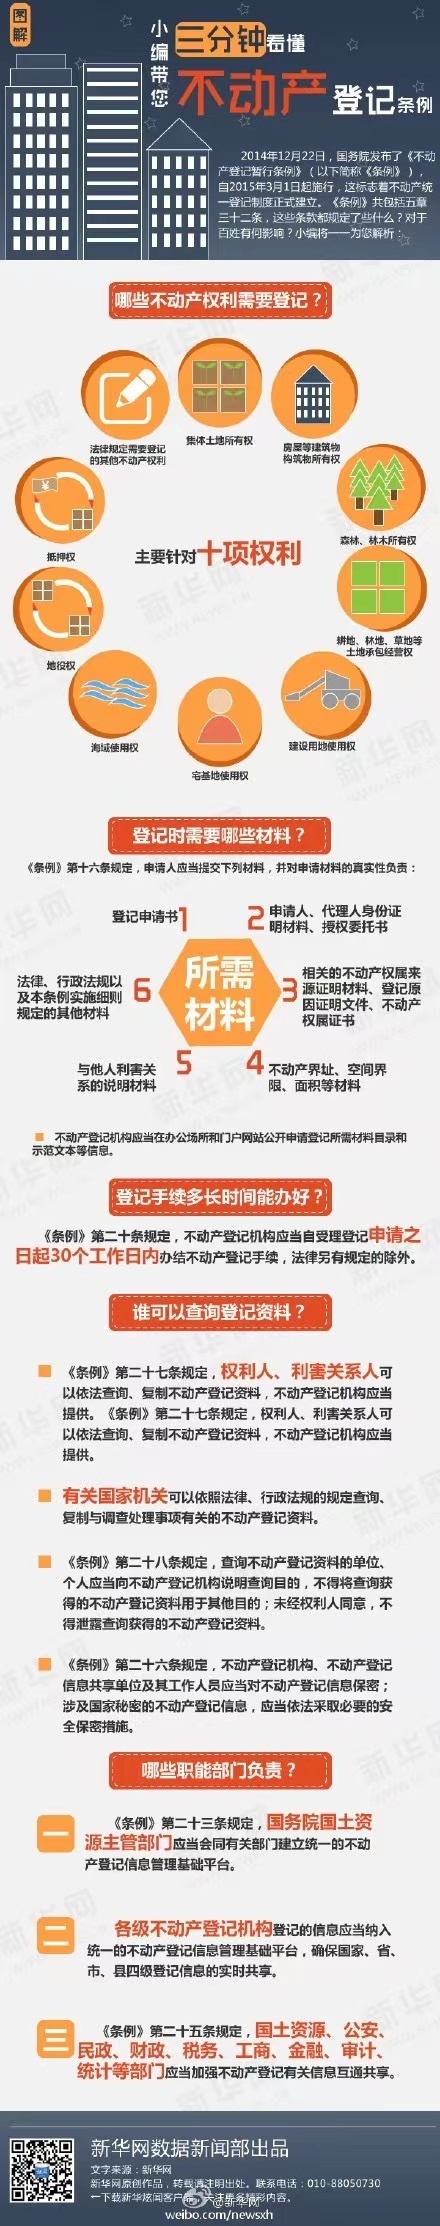 图解
小编带您
三分钟看懂
不动产登记条例
2014年12月22日，国务院发布了《不动
产登记暂行条例》（以下简称《条例》），
自2015年3月1日起施行，这标志着不动产统
一登记制度正式建立。《条例》共包括五章
三十二条，这些条款都规定了些什么？对于
百姓有何影响？小编将一一为您解析：
哪些不动产权利需要登记？
法律规定需要登记
的其他不动产权利
集体土地所有权
房屋等建筑物
构筑物所有权
抵押权
森林、林木所有权
主要针对十项权利
地役权
耕地、林地、草地等
土地承包经营权
海域使用权
宅基地使用权
建设用地使用权
登记时需要哪些材料？
《条例》第十六条规定，申请人应当提交下列材料，并对申请材料的真实性负责：
登记申请书1
2 申请人、代理人身份证
明材料、授权委托书
3 相关的不动产权属来
源证明材料、登记原
因证明文件、不动产
权属证书
4 不动产界址、空间界
限、面积等材料
5 与他人利害关
系的说明材料
6 法律、行政法规以
及本条例实施细则
规定的其他材料
所需
材料
不动产登记机构应当在办公场所和门户网站公开申请登记所需材料目录和
示范文本等信息。
登记手续多长时间能办好？
《条例》第二十条规定，不动产登记机构应当自受理登记申请之
日起30个工作日内办结不动产登记手续，法律另有规定的除外。
谁可以查询登记资料？
《条例》第二十七条规定，权利人、利害关系人可
以依法查询、复制不动产登记资料，不动产登记机构应当
提供。《条例》第二十七条规定，权利人、利害关系人可
以依法查询、复制不动产登记资料，不动产登记机构应当
提供。
有关国家机关可以依照法律、行政法规的规定查询、
复制与调查处理事项有关的不动产登记资料。
《条例》第二十八条规定，查询不动产登记资料的单位、
个人应当向不动产登记机构说明查询目的，不得将查询获
得的不动产登记资料用于其他目的；未经权利人同意，不
得泄露查询获得的不动产登记资料。
《条例》第二十六条规定，不动产登记机构、不动产登记
信息共享单位及其工作人员应当对不动产登记信息保密；
涉及国家秘密的不动产登记信息，应当依法采取必要的安
全保密措施。
哪些职能部门负责？
一
《条例》第二十三条规定，国务院国土资
源主管部门应当会同有关部门建立统一的不动
产登记信息管理基础平台。
二
各级不动产登记机构登记的信息应当纳入
统一的不动产登记信息管理基础平台，确保国家、省、
市、县四级登记信息的实时共享。
三
《条例》第二十五条规定，国土资源、公安、
民政、财政、税务、工商、金融、审计、
统计等部门应当加强不动产登记有关信息互通共享。
新华网数据新闻部出品
文字来源：新华网
新华网原创作品，转载请注明出处。联系电话：010-88050730
←下载新华炫闻客户端，关注更多精彩内容。
@新华网
weibo.com/newsxh